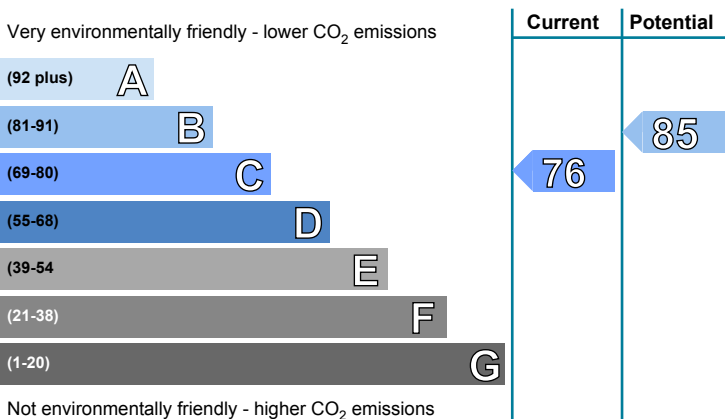 Very environmentally friendly - lower CO2 emissions
Current
Potential
(92 plus) A
(81-91) B
(69-80) C
(55-68) D
(39-54 E
(21-38) F
(1-20) G
76
85
Not environmentally friendly - higher CO2 emissions